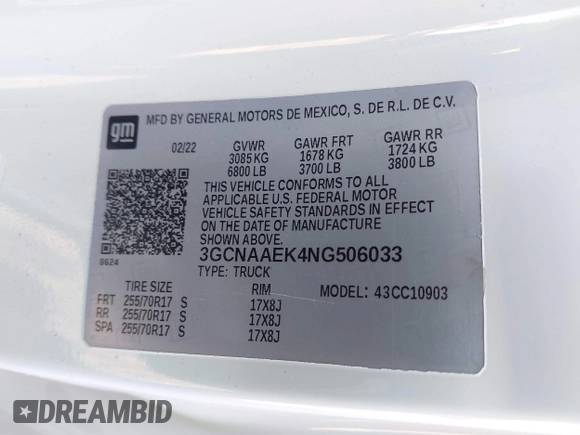 gm
MFD BY GENERAL MOTORS DE MEXICO, S. DE R.L. DE C.V.
02/22 GVWR GAWR FRT GAWR RR
3085 KG 1678 KG 1724 KG
6800 LB 3700 LB 3800 LB
THIS VEHICLE CONFORMS TO ALL
APPLICABLE U.S. FEDERAL MOTOR
VEHICLE SAFETY STANDARDS IN EFFECT
ON THE DATE OF MANUFACTURE
SHOWN ABOVE.
8624
3GCNAAEK4NG506033
TYPE: TRUCK
TIRE SIZE RIM MODEL: 43CC10903
FRT 255/70R17 S 17X8J
RR 255/70R17 S 17X8J
SPA 255/70R17 S 17X8J
DREAMBID